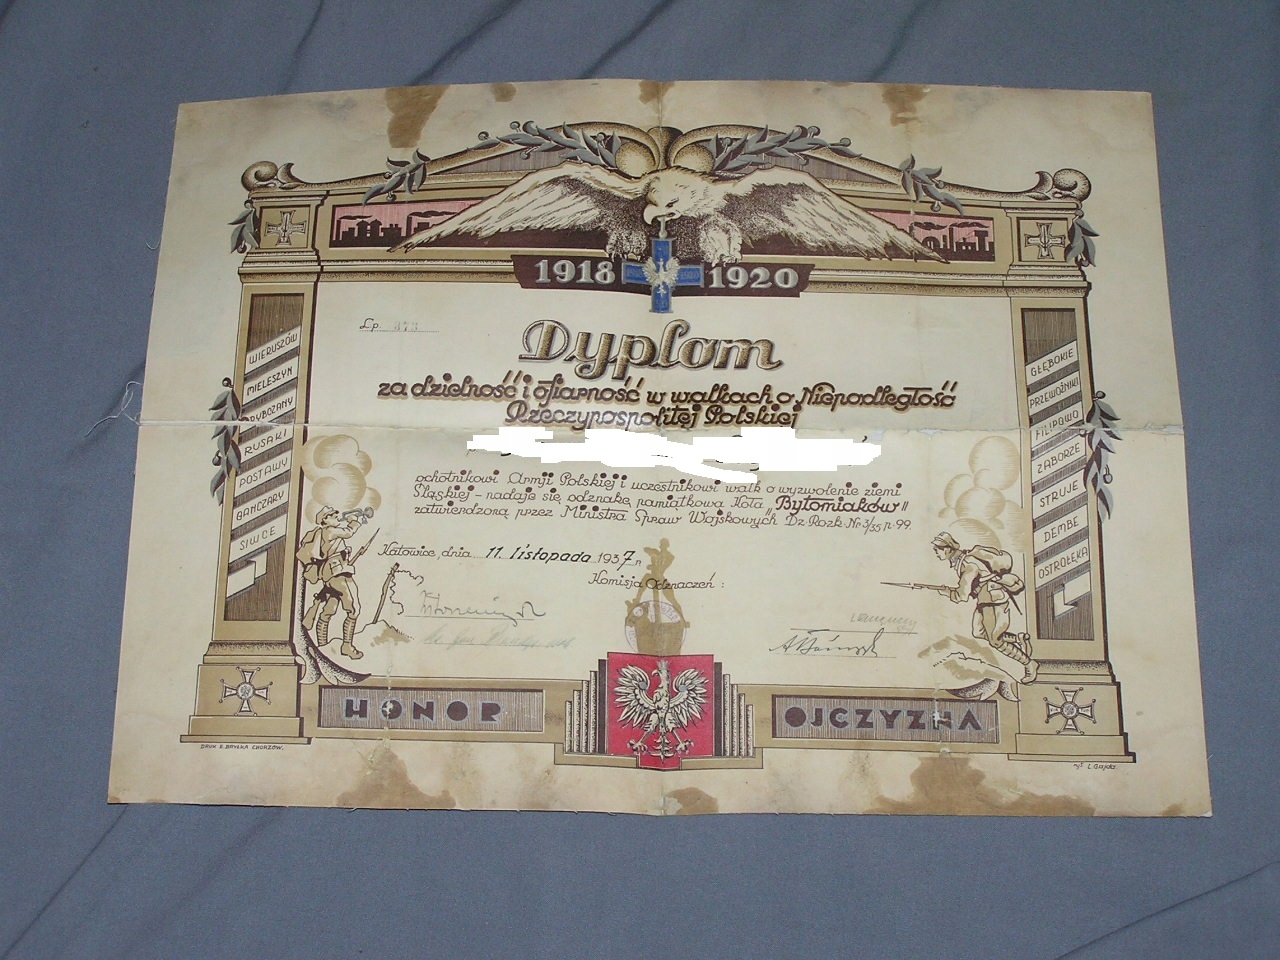 1918 1920
Lp. 373
Dyplom
za dzielność i ofiarność w walkach o Niepodległość
Rzeczypospolitej Polskiej
ochotnikowi Armji Polskiej i uczestnikowi walk o wyzwolenie ziemi
Śląskiej - nadaje się odznakę pamiątkową Koła "Bytomiaków"
zatwierdzoną przez Ministra Spraw Wojskowych Dz. Rozk. Nr 3/35 p. 99.
Katowice, dnia 11. listopada 1937 r.
Komisja Odznaczeń:
WIERUSZÓW
MIELESZYN
RYBCZANY
RUSAKI
POSTAWY
GANCZARY
SIWCE
GŁĘBOKIE
PRZEWOŹNIKI
FILIPOWO
ZABORZE
STRUJE
DEMBE
OSTROŁĘKA
HONOR
OJCZYZNA
DRUK E. BRYŁKA CHORZÓW.